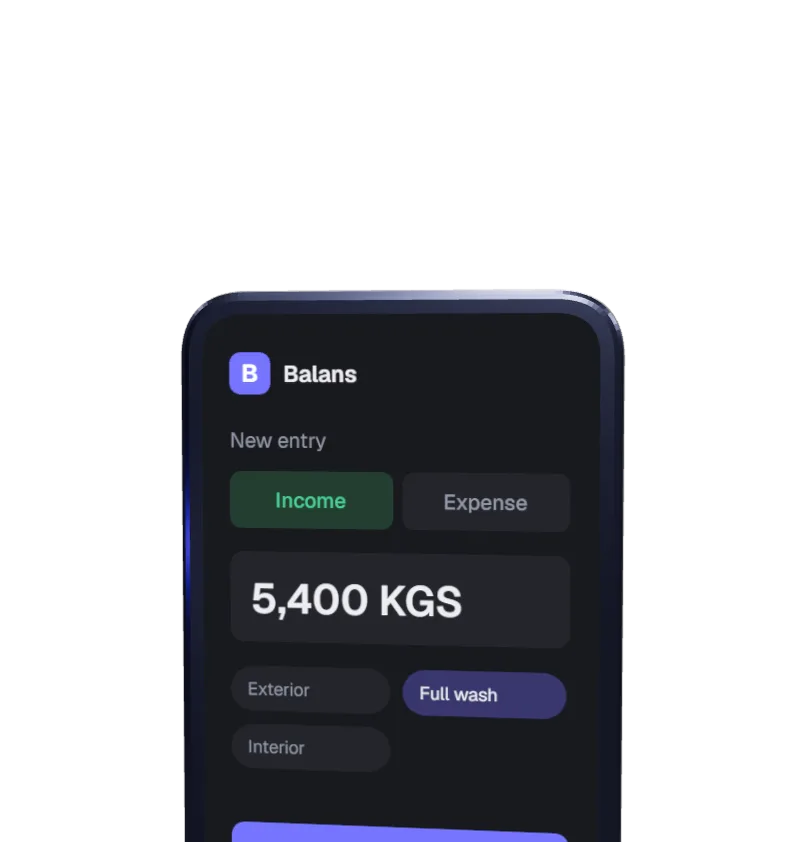 B Balans
New entry
Income Expense
5,400 KGS
Exterior Full wash
Interior